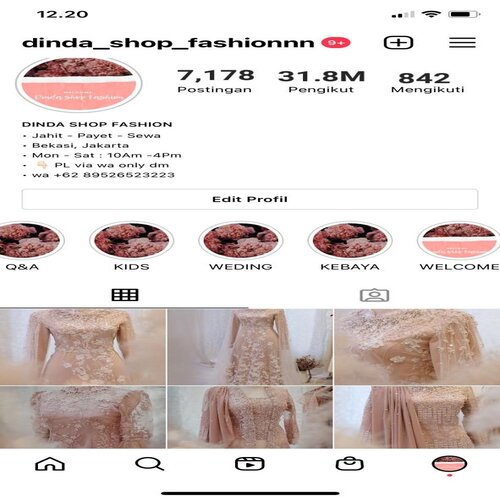 12.20
dinda_shop_fashionnn 9+
7,178 31.8M 842
Postingan Pengikut Mengikuti
Dinda Shop Fashion
DINDA SHOP FASHION
• Jahit - Payet - Sewa
• Bekasi, Jakarta
• Mon - Sat : 10Am -4Pm
• 👇🏻 PL via wa only dm
• wa +62 89526523223
Edit Profil
Q&A KIDS WEDING KEBAYA WELCOME